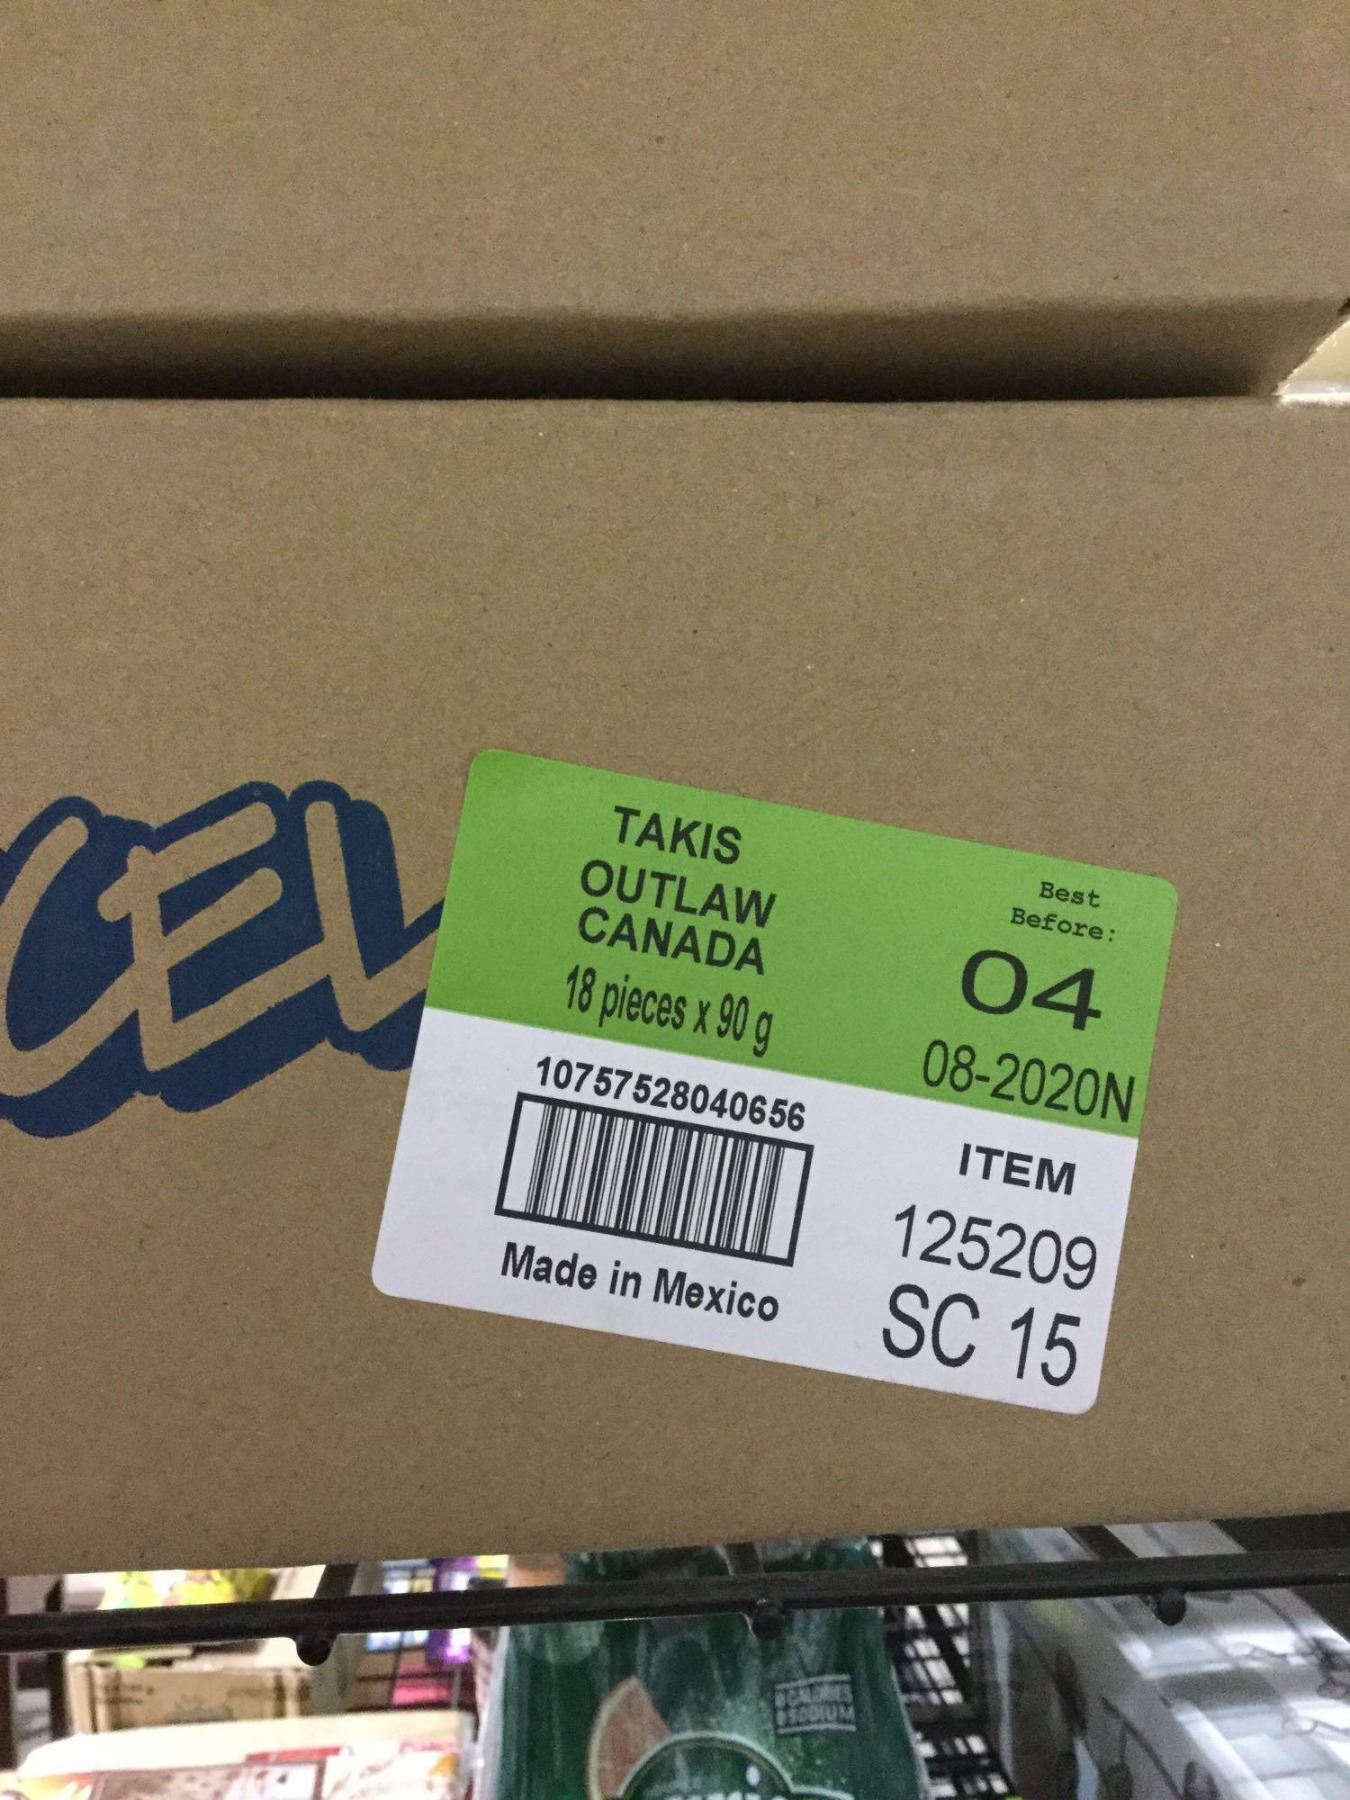 CEL
TAKIS
OUTLAW
CANADA
18 pieces x 90 g
Best
Before:
04
08-2020N
10757528040656
Made in Mexico
ITEM
125209
SC 15
0 CALORIES
0 SODIUM